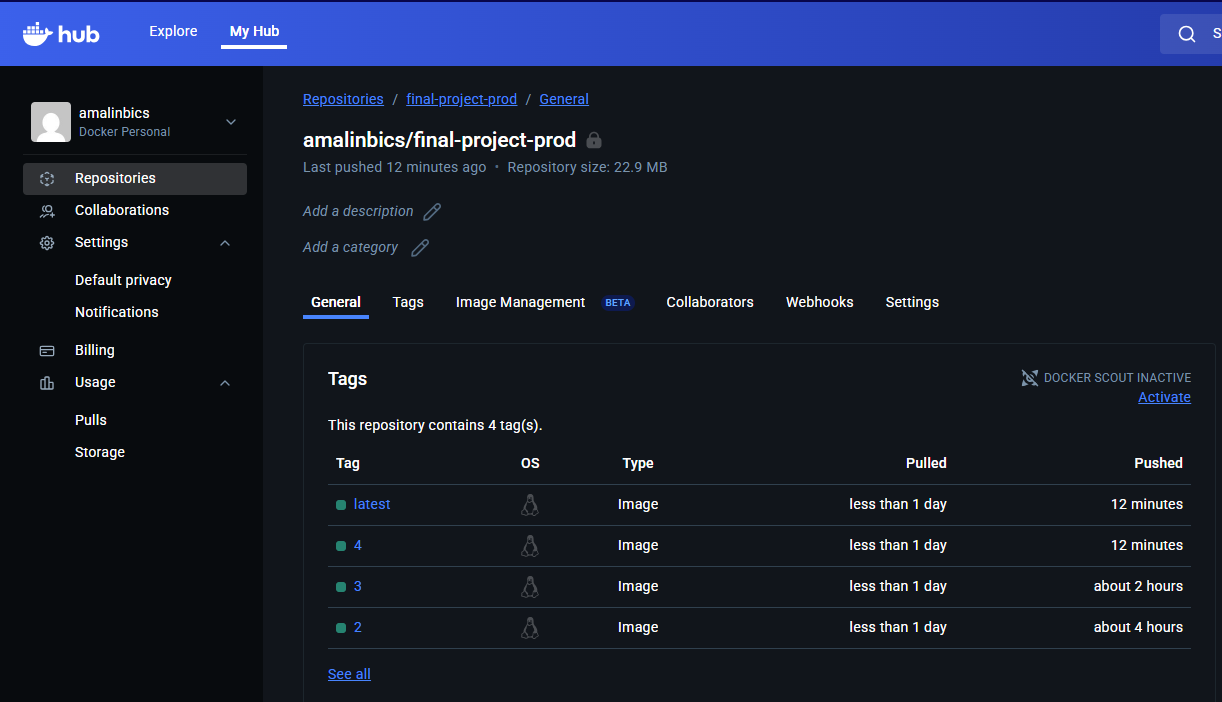 hub
Explore
My Hub
S
amalinbics
Docker Personal
Repositories
Collaborations
Settings
Default privacy
Notifications
Billing
Usage
Pulls
Storage
Repositories / final-project-prod / General
amalinbics/final-project-prod
Last pushed 12 minutes ago • Repository size: 22.9 MB
Add a description
Add a category
General Tags Image Management BETA Collaborators Webhooks Settings
Tags
DOCKER SCOUT INACTIVE
Activate
This repository contains 4 tag(s).
Tag OS Type Pulled Pushed
latest Image less than 1 day 12 minutes
4 Image less than 1 day 12 minutes
3 Image less than 1 day about 2 hours
2 Image less than 1 day about 4 hours
See all